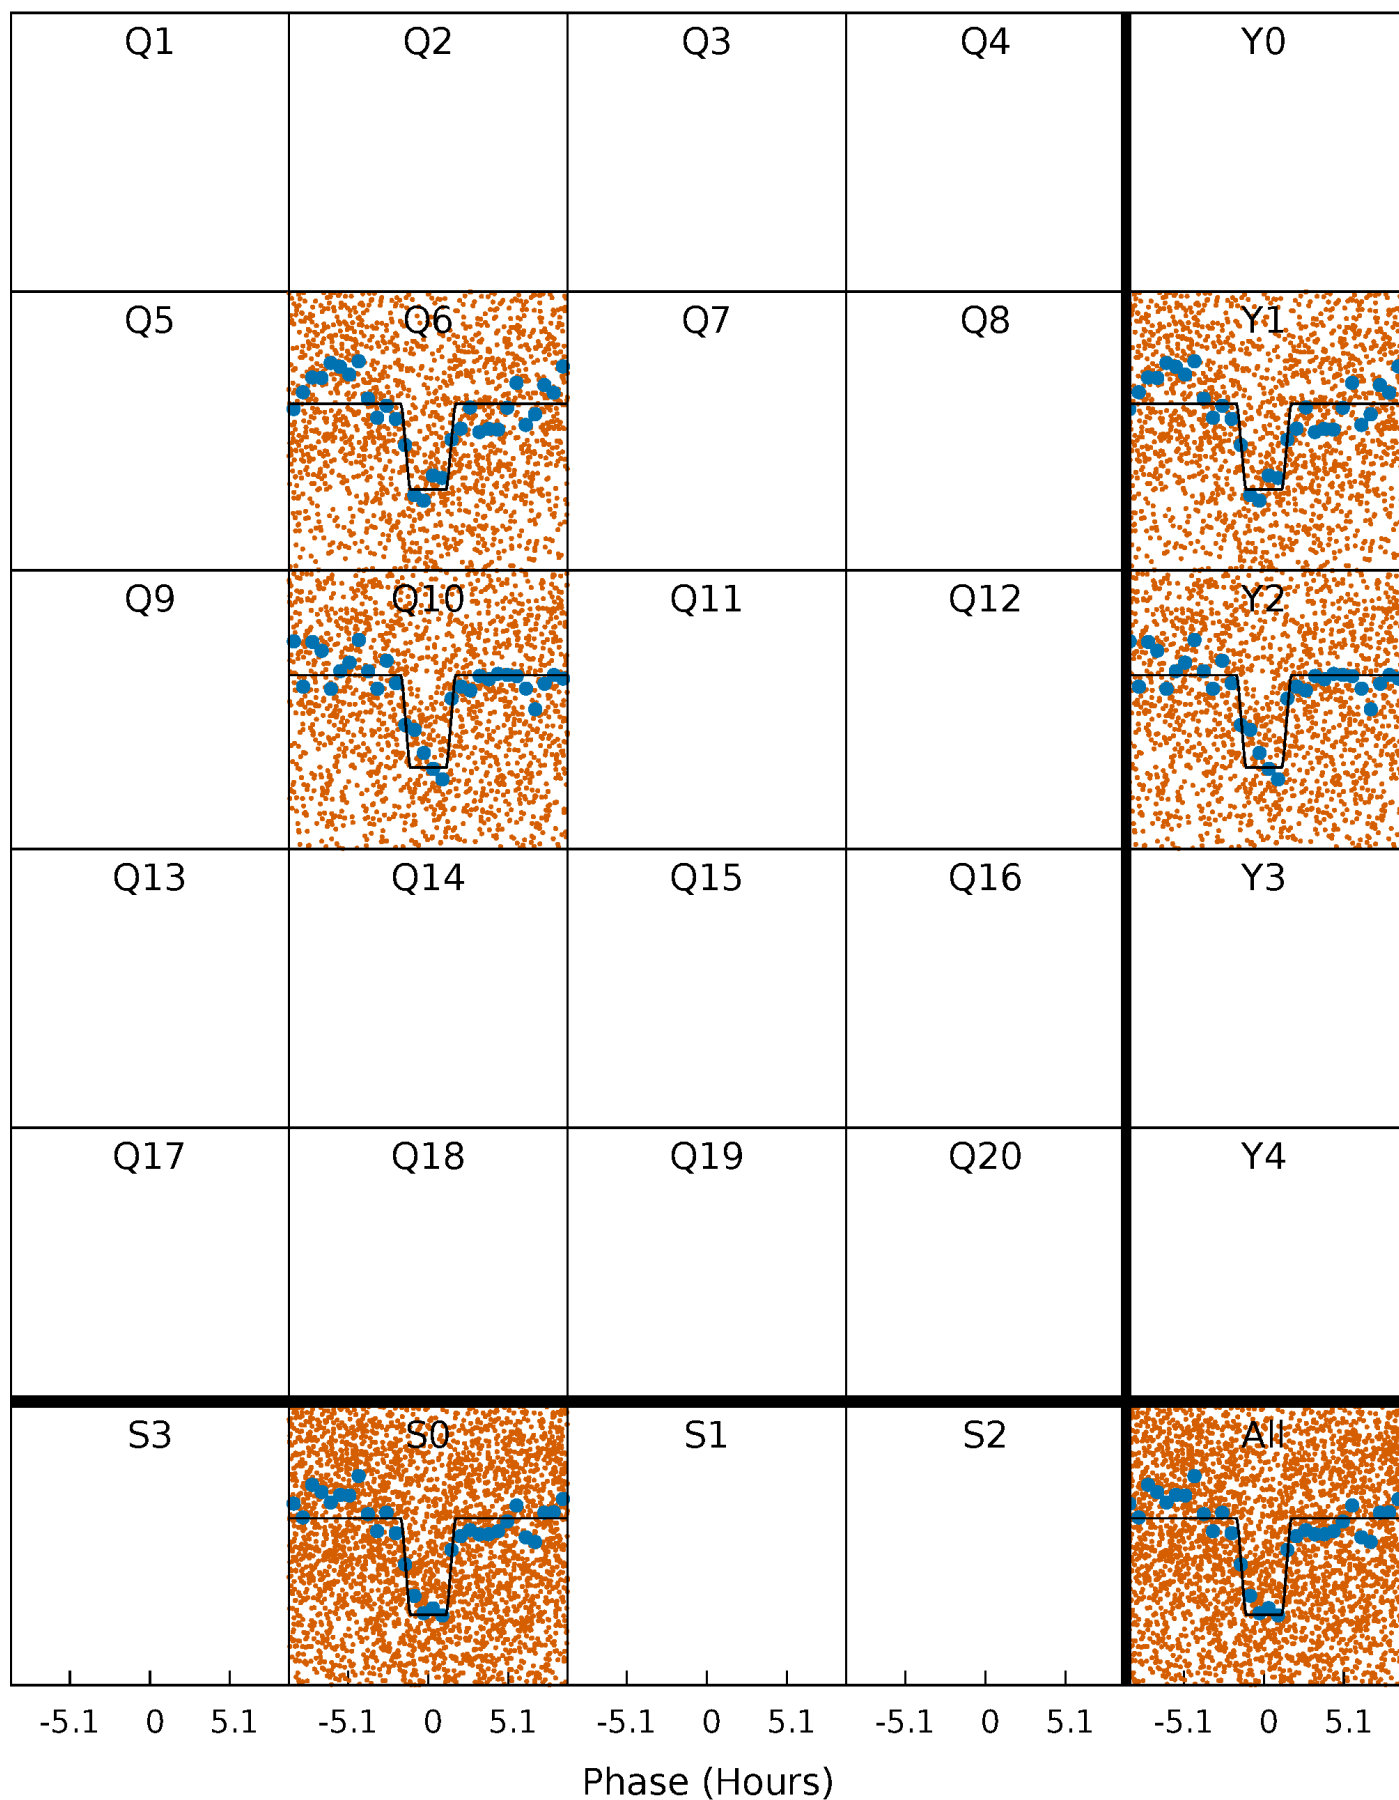 Q1 Q2 Q3 Q4 Y0
Q5 Q6 Q7 Q8 Y1
Q9 Q10 Q11 Q12 Y2
Q13 Q14 Q15 Q16 Y3
Q17 Q18 Q19 Q20 Y4
S3 S0 S1 S2 All
-5.1 0 5.1 -5.1 0 5.1 -5.1 0 5.1 -5.1 0 5.1 -5.1 0 5.1
Phase (Hours)